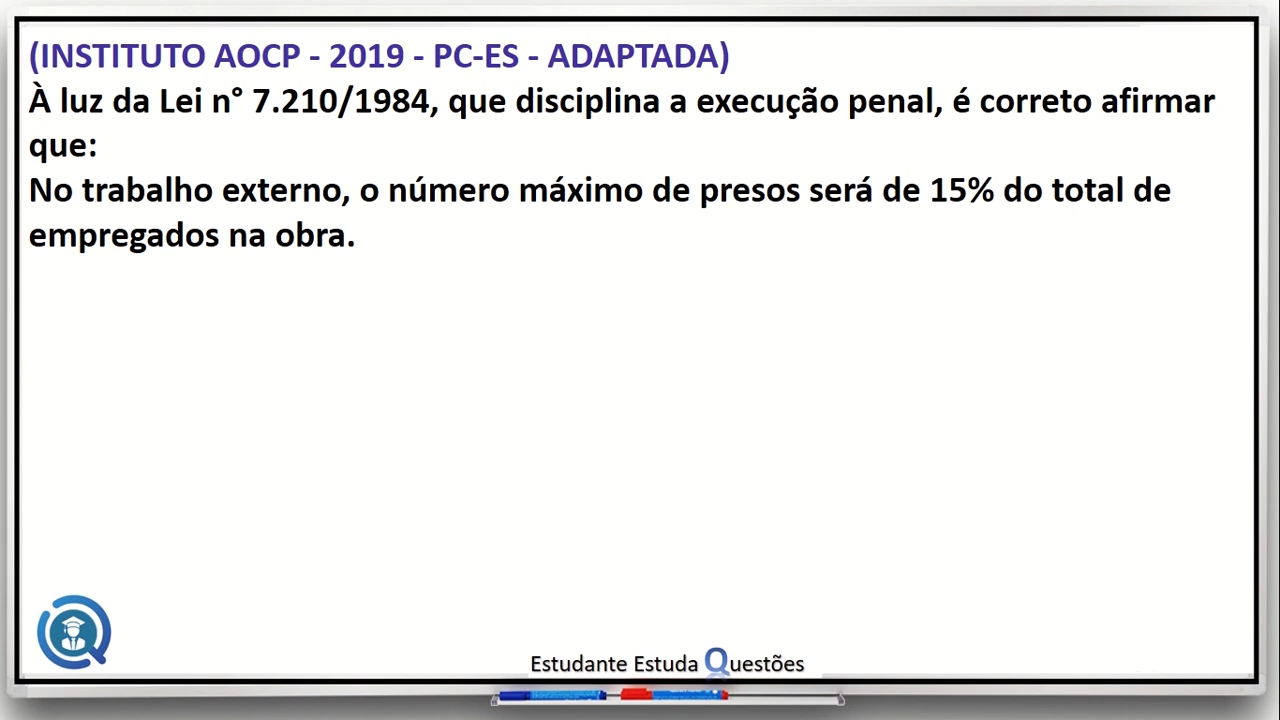 (INSTITUTO AOCP - 2019 - PC-ES - ADAPTADA)
À luz da Lei n° 7.210/1984, que disciplina a execução penal, é correto afirmar
que:
No trabalho externo, o número máximo de presos será de 15% do total de
empregados na obra.
Estudante Estuda Questões